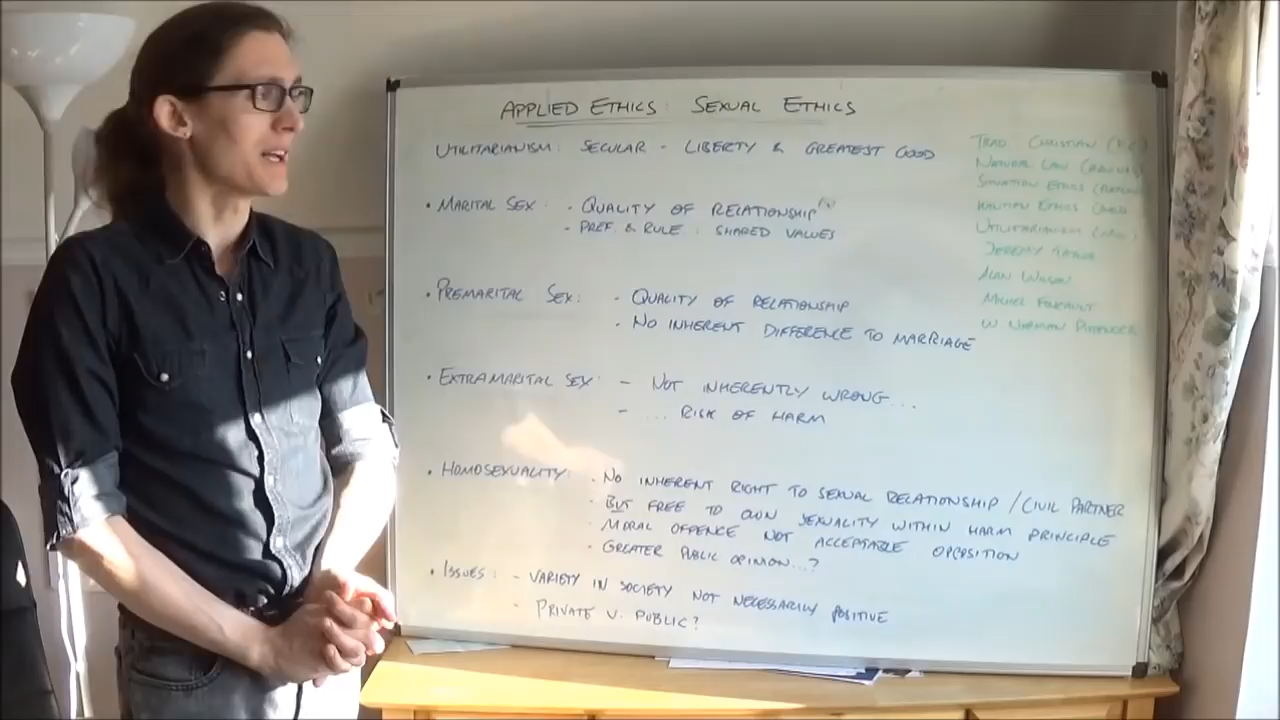 APPLIED ETHICS: SEXUAL ETHICS
UTILITARIANISM: SECULAR - LIBERTY & GREATEST GOOD
• MARITAL SEX: • QUALITY OF RELATIONSHIP
• PREF. & RULE: SHARED VALUES
• PREMARITAL SEX: • QUALITY OF RELATIONSHIP
• NO INHERENT DIFFERENCE TO MARRIAGE
• EXTRAMARITAL SEX: - NOT INHERENTLY WRONG...
- ... RISK OF HARM
• HOMOSEXUALITY: • NO INHERENT RIGHT TO SEXUAL RELATIONSHIP / CIVIL PARTNER
• BUT FREE TO OWN SEXUALITY WITHIN HARM PRINCIPLE
• MORAL OFFENCE NOT ACCEPTABLE OPPOSITION
• GREATER PUBLIC OPINION...?
• ISSUES: - VARIETY IN SOCIETY NOT NECESSARILY POSITIVE
- PRIVATE V. PUBLIC?
TRAD. CHRISTIAN
NATURAL LAW
SITUATION ETHICS
KANTIAN ETHICS
UTILITARIANISM
JEREMY
ALAN WILSON
MICHEL FOUCAULT
W NORMAN PITTENGER